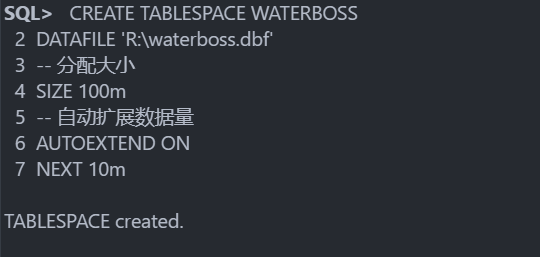 SQL> CREATE TABLESPACE WATERBOSS
2 DATAFILE 'R:\waterboss.dbf'
3 -- 分配大小
4 SIZE 100m
5 -- 自动扩展数据量
6 AUTOEXTEND ON
7 NEXT 10m
TABLESPACE created.